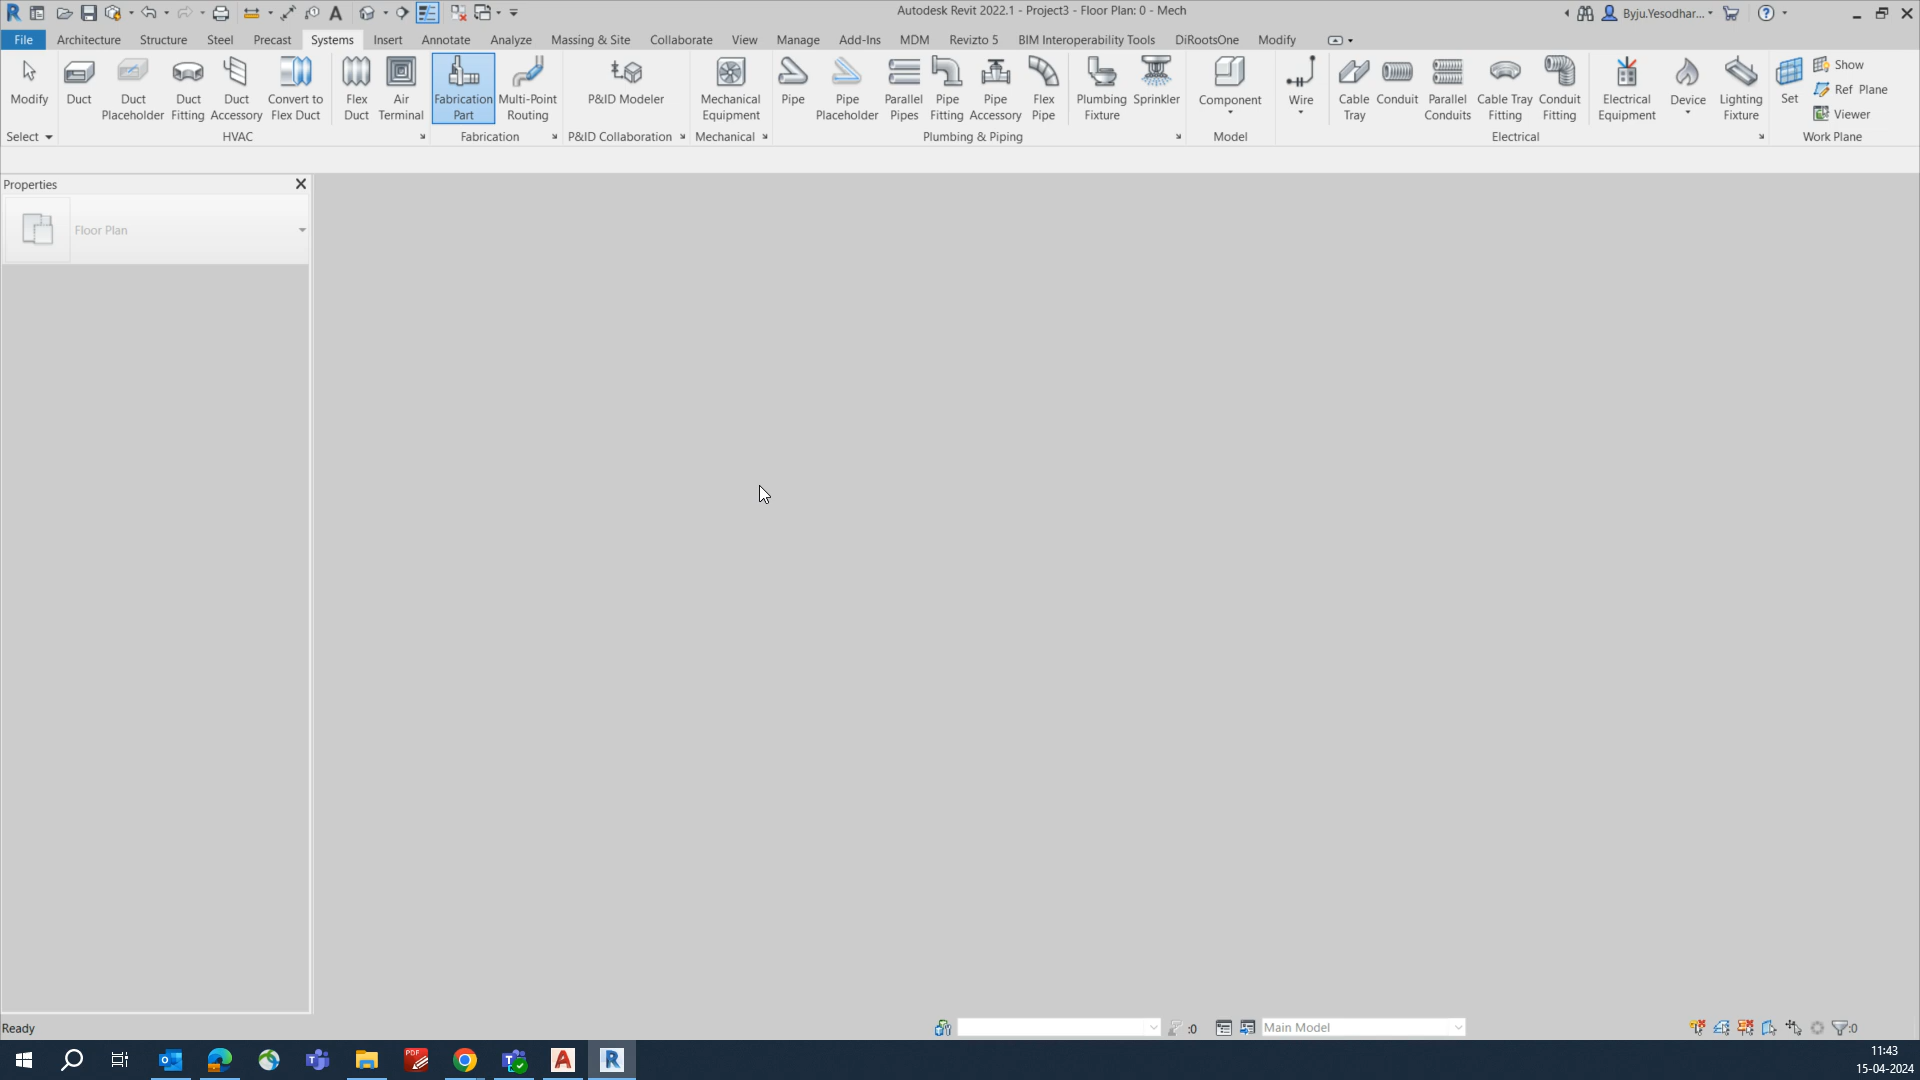 Autodesk Revit 2022.1 - Project3 - Floor Plan: 0 - Mech
Byju.Yesodhar...
File Architecture Structure Steel Precast Systems Insert Annotate Analyze Massing & Site Collaborate View Manage Add-Ins MDM Revizto 5 BIM Interoperability Tools DiRootsOne Modify
Modify
Duct
Duct
Placeholder
Duct
Fitting
Duct
Accessory
Convert to
Flex Duct
Flex
Duct
Air
Terminal
Fabrication
Part
Multi-Point
Routing
P&ID Modeler
Mechanical
Equipment
Pipe
Pipe
Placeholder
Parallel
Pipes
Pipe
Fitting
Pipe
Accessory
Flex
Pipe
Plumbing
Fixture
Sprinkler
Component
Wire
Cable
Tray
Conduit
Parallel
Conduits
Cable Tray
Fitting
Conduit
Fitting
Electrical
Equipment
Device
Lighting
Fixture
Set
Show
Ref Plane
Viewer
Select HVAC Fabrication P&ID Collaboration Mechanical Plumbing & Piping Model Electrical Work Plane
Properties
Floor Plan
Ready
:0
Main Model
:0
PDF
11:43
15-04-2024